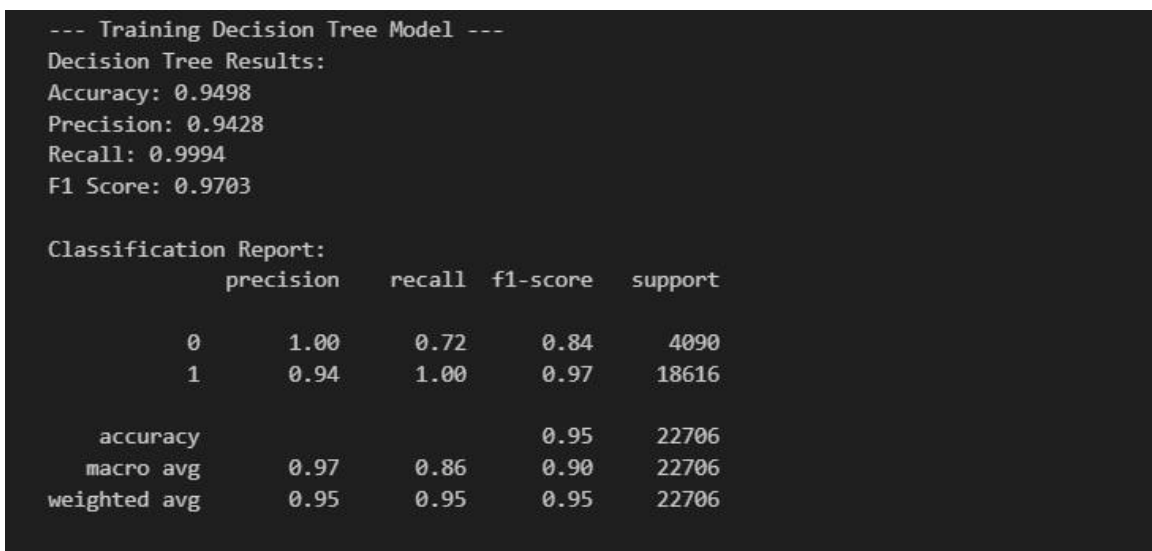 --- Training Decision Tree Model ---
Decision Tree Results:
Accuracy: 0.9498
Precision: 0.9428
Recall: 0.9994
F1 Score: 0.9703
Classification Report:
precision recall f1-score support
0 1.00 0.72 0.84 4090
1 0.94 1.00 0.97 18616
accuracy 0.95 22706
macro avg 0.97 0.86 0.90 22706
weighted avg 0.95 0.95 0.95 22706